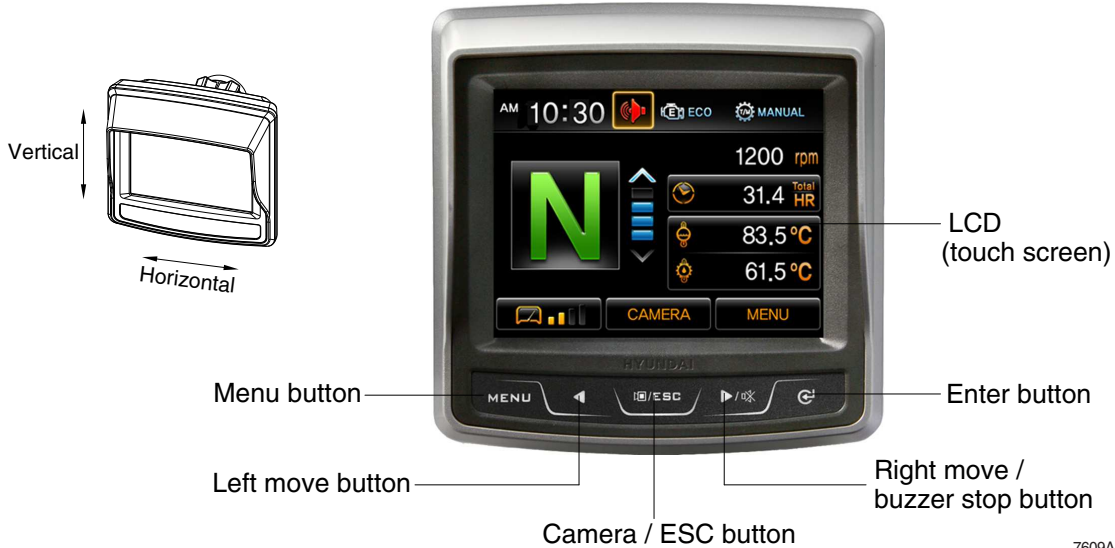 Vertical
Horizontal
AM 10:30 E ECO T/M MANUAL
1200 rpm
N
31.4 Total HR
83.5 °C
61.5 °C
CAMERA MENU
LCD
(touch screen)
HYUNDAI
MENU /ESC /
Menu button
Enter button
Left move button
Right move /
buzzer stop button
Camera / ESC button
7609A